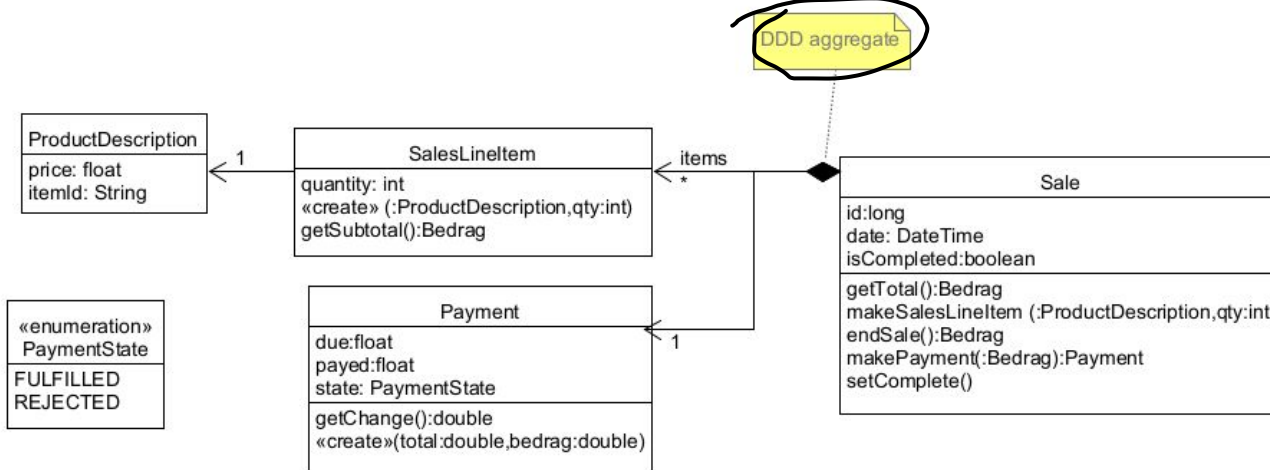 DDD aggregate
ProductDescription
price: float
itemId: String
1
SalesLineItem
quantity: int
«create» (:ProductDescription,qty:int)
getSubtotal():Bedrag
items
*
Sale
id:long
date: DateTime
isCompleted:boolean
getTotal():Bedrag
makeSalesLineItem (:ProductDescription,qty:int
endSale():Bedrag
makePayment(:Bedrag):Payment
setComplete()
Payment
due:float
payed:float
state: PaymentState
getChange():double
«create»(total:double,bedrag:double)
1
«enumeration»
PaymentState
FULFILLED
REJECTED